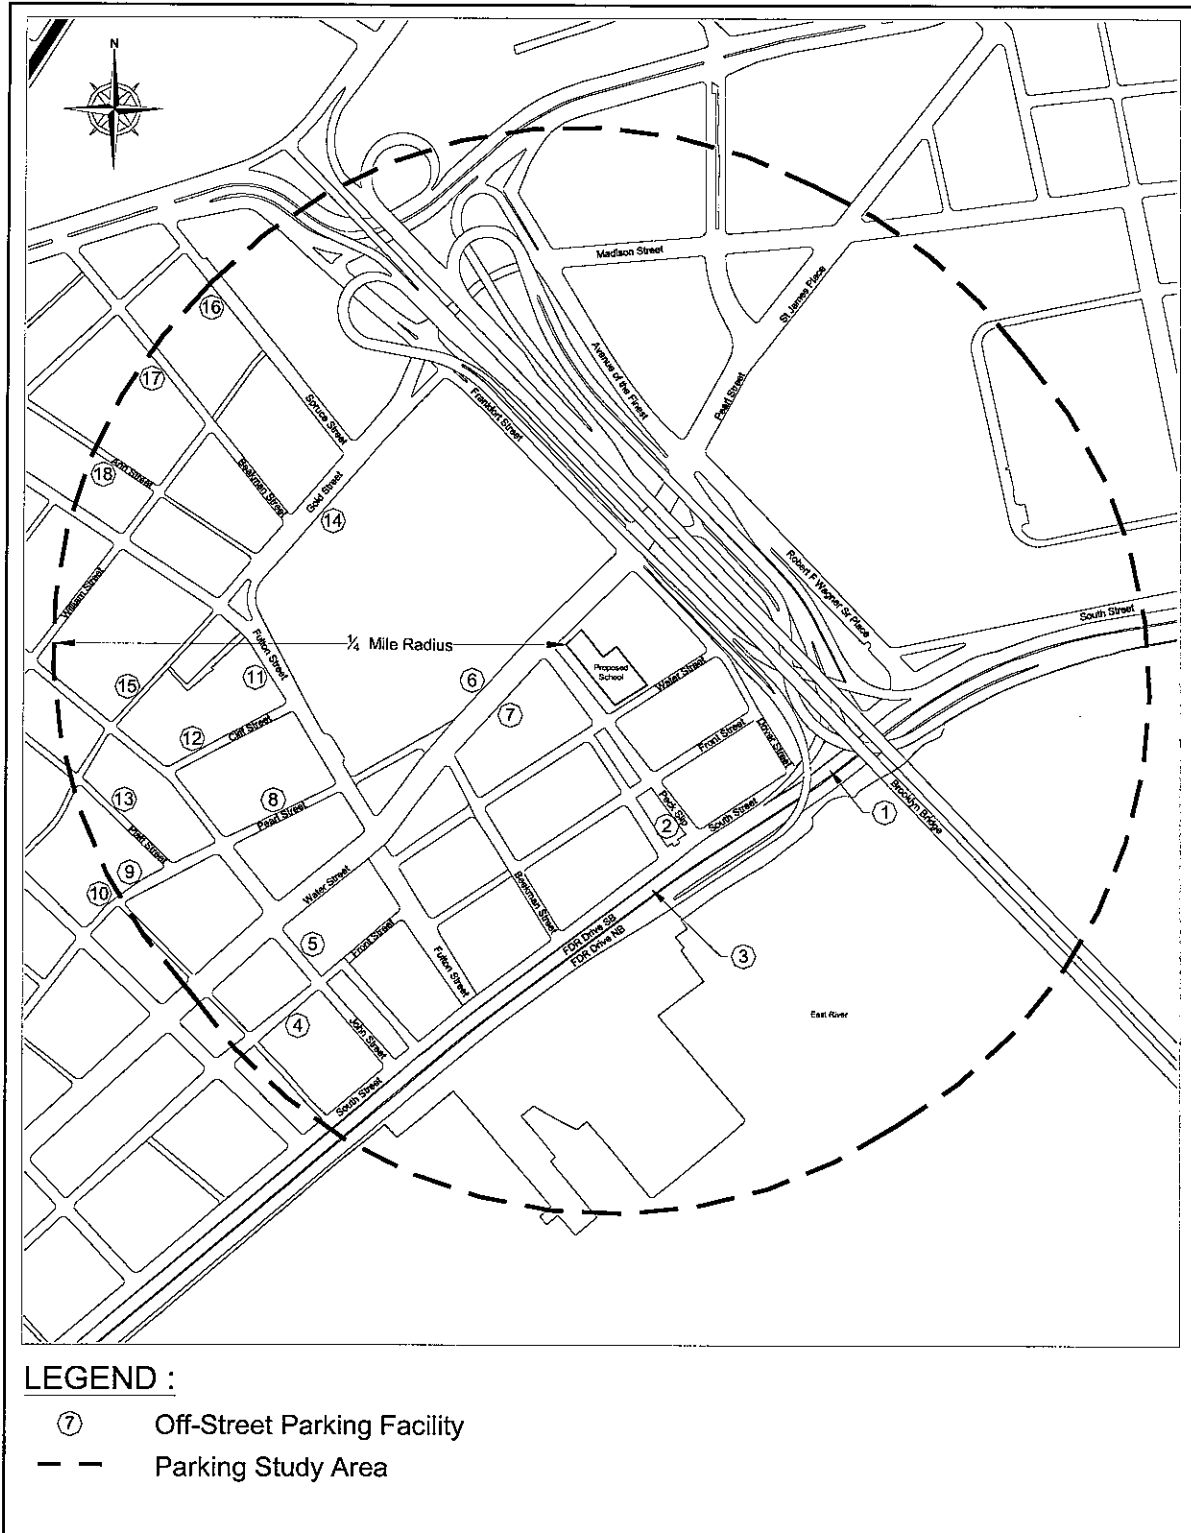 N
Madison Street
St James Place
Pearl Street
Avenue of the Finest
16
17
Spruce Street
Frankfort Street
Ann Street
18
Beekman Street
Gold Street
14
William Street
Robert F Wagner Sr Place
South Street
1/4 Mile Radius
Fulton Street
Proposed
School
Water Street
11
15
6
7
12
Cliff Street
Front Street
Dover Street
13
8
Pearl Street
Platt Street
Peck Slip
2
South Street
1
Brooklyn Bridge
9
10
Water Street
Beekman Street
5
Front Street
Fulton Street
FDR Drive SB
FDR Drive NB
3
4
John Street
East River
South Street
LEGEND :
7 Off-Street Parking Facility
Parking Study Area